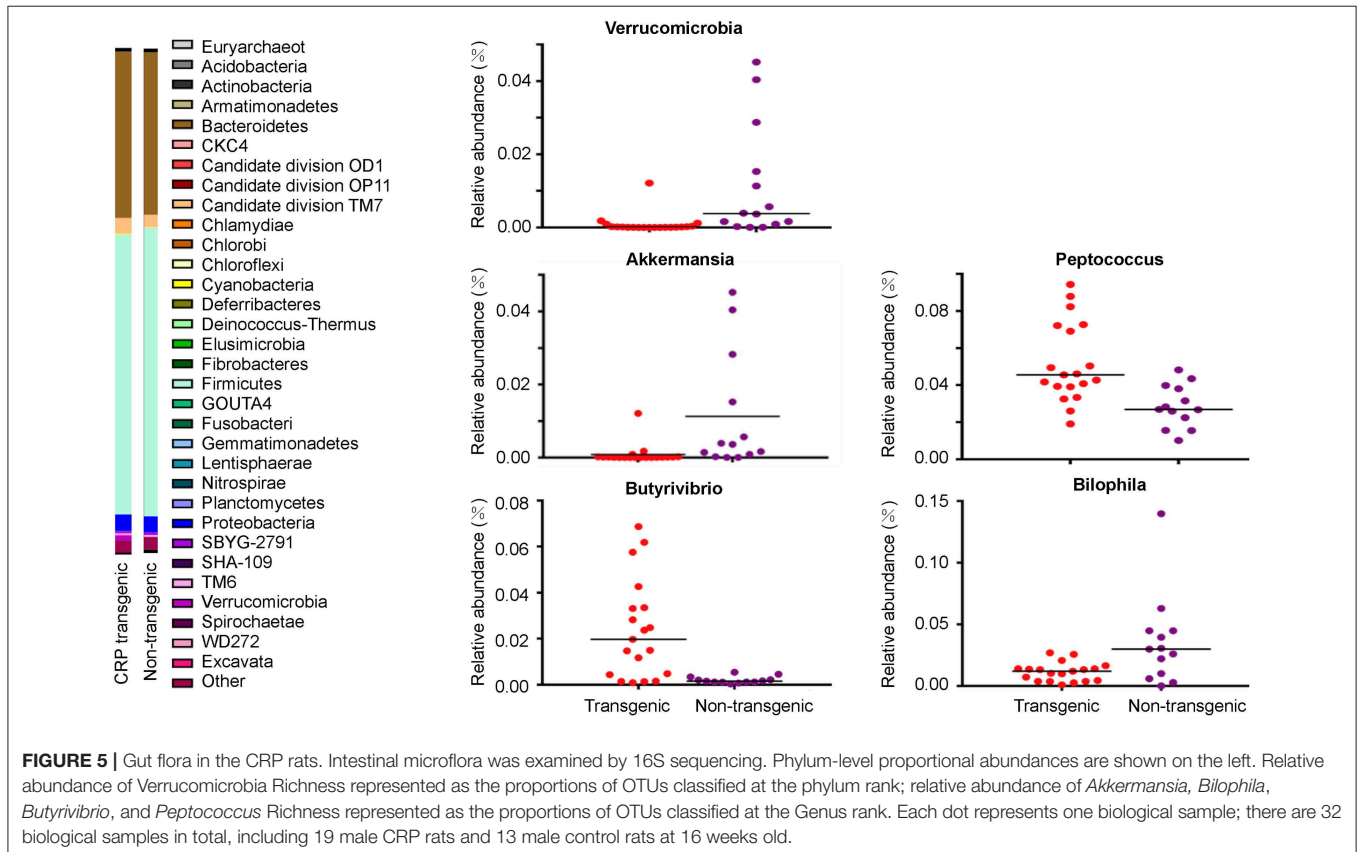 Euryarchaeot
Acidobacteria
Actinobacteria
Armatimonadetes
Bacteroidetes
CKC4
Candidate division OD1
Candidate division OP11
Candidate division TM7
Chlamydiae
Chlorobi
Chloroflexi
Cyanobacteria
Deferribacteres
Deinococcus-Thermus
Elusimicrobia
Fibrobacteres
Firmicutes
GOUTA4
Fusobacteri
Gemmatimonadetes
Lentisphaerae
Nitrospirae
Planctomycetes
Proteobacteria
SBYG-2791
SHA-109
TM6
Verrucomicrobia
Spirochaetae
WD272
Excavata
Other
CRP transgenic
Non-transgenic
Verrucomicrobia
Relative abundance (%)
0.04
0.02
0.00
Akkermansia
Relative abundance (%)
0.04
0.02
0.00
Peptococcus
Relative abundance (%)
0.08
0.04
0.00
Butyrivibrio
Relative abundance (%)
0.08
0.06
0.04
0.02
0.00
Transgenic Non-transgenic
Bilophila
Relative abundance (%)
0.15
0.10
0.05
0.00
Transgenic Non-transgenic
FIGURE 5 | Gut flora in the CRP rats. Intestinal microflora was examined by 16S sequencing. Phylum-level proportional abundances are shown on the left. Relative
abundance of Verrucomicrobia Richness represented as the proportions of OTUs classified at the phylum rank; relative abundance of Akkermansia, Bilophila,
Butyrivibrio, and Peptococcus Richness represented as the proportions of OTUs classified at the Genus rank. Each dot represents one biological sample; there are 32
biological samples in total, including 19 male CRP rats and 13 male control rats at 16 weeks old.